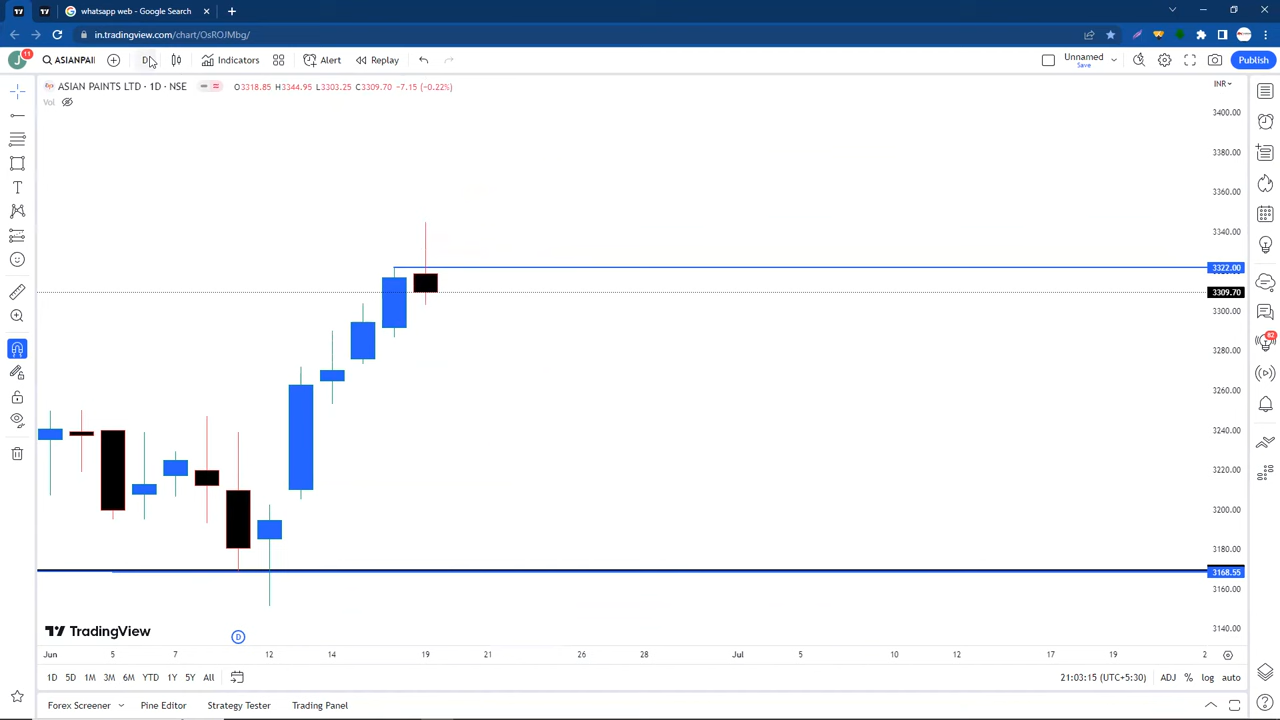 whatsapp web - Google Search
in.tradingview.com/chart/OsROJMbg/
J 11 ASIANPAI D Indicators Alert Replay Unnamed Save Publish
ASIAN PAINTS LTD · 1D · NSE O3318.85 H3344.95 L3303.25 C3309.70 −7.15 (−0.22%) INR
Vol
3400.00
3380.00
3360.00
3340.00
3322.00
3309.70
3300.00
3280.00
3260.00
3240.00
3220.00
3200.00
3180.00
3168.55
3160.00
3140.00
82
TradingView
D
Jun 5 7 12 14 19 21 26 28 Jul 5 10 12 17 19 2
1D 5D 1M 3M 6M YTD 1Y 5Y All 21:03:15 (UTC+5:30) ADJ % log auto
Forex Screener Pine Editor Strategy Tester Trading Panel